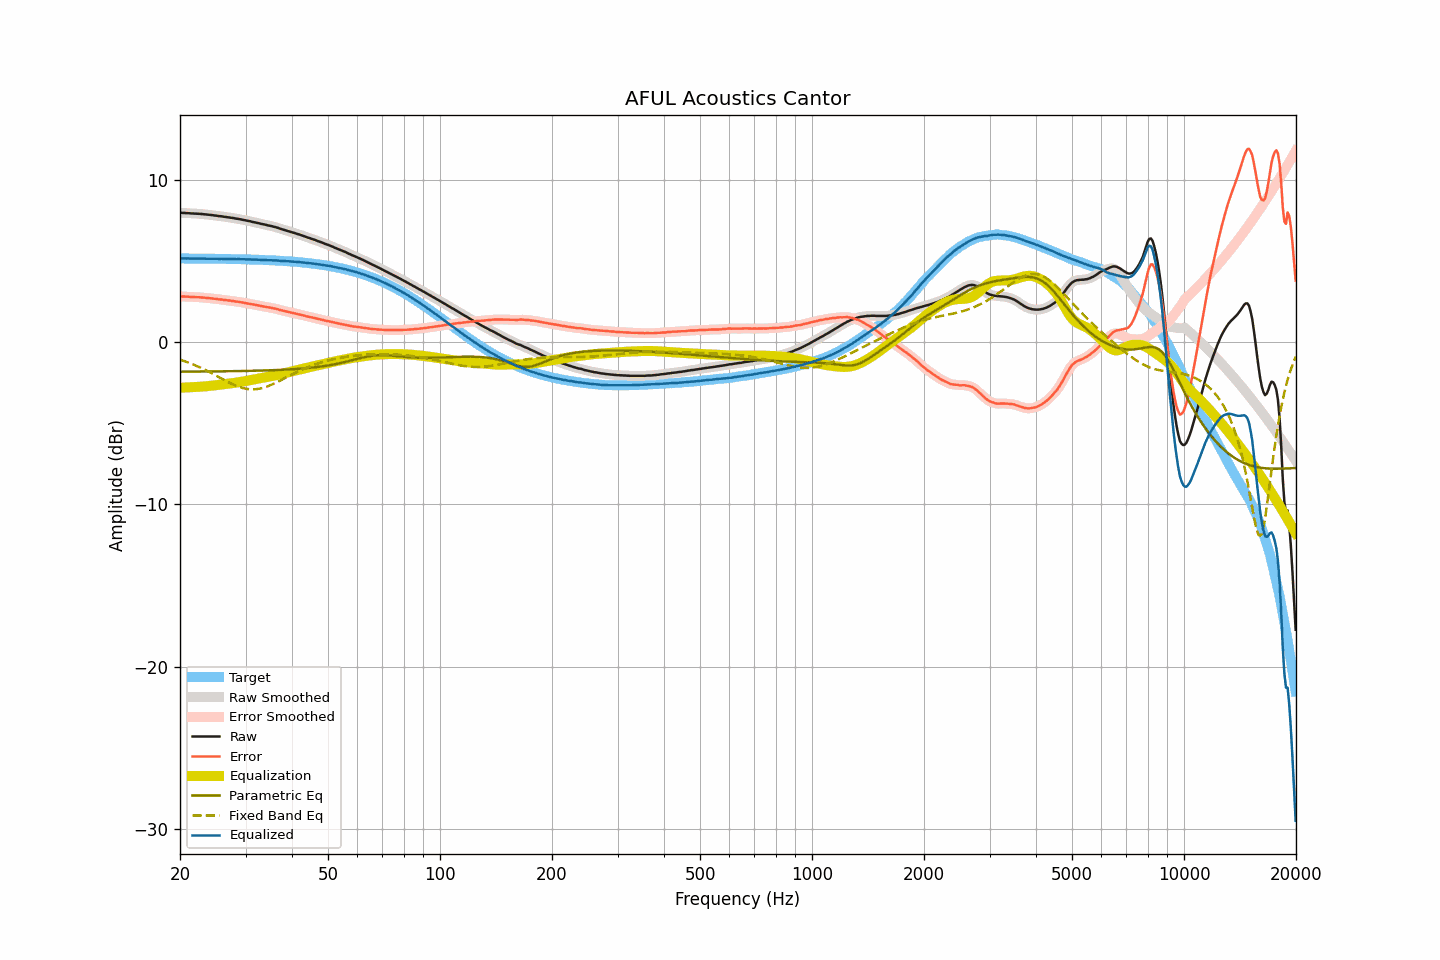 AFUL Acoustics Cantor
10
0
−10
−20
−30
Amplitude (dBr)
Target
Raw Smoothed
Error Smoothed
Raw
Error
Equalization
Parametric Eq
Fixed Band Eq
Equalized
20 50 100 200 500 1000 2000 5000 10000 20000
Frequency (Hz)